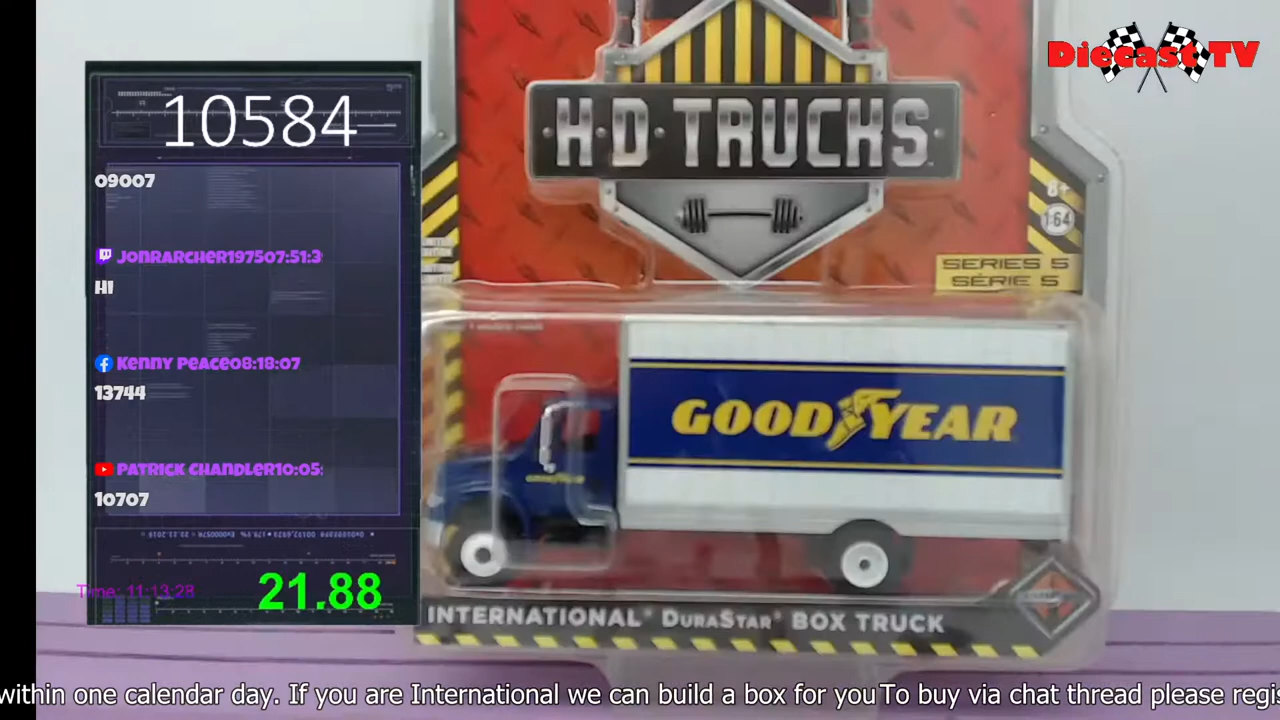 Diecast TV
10584
09007
JONRARCHER197507:51:3
HI
KENNY PEACE08:18:07
13744
PATRICK CHANDLER10:05:
10707
Time: 11:13:28
21.88
H·D·TRUCKS
8+
1:64
SERIES 5
SÉRIE 5
GOODYEAR
INTERNATIONAL® DURASTAR® BOX TRUCK
within one calendar day. If you are International we can build a box for you To buy via chat thread please regis